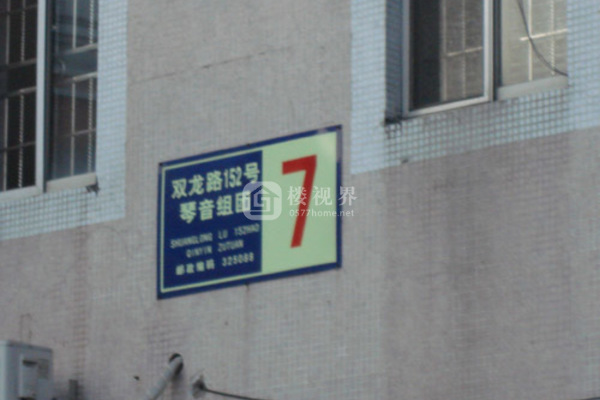 双龙路152号
琴音组团
SHUANGLONG LU 152HAO
QINYIN ZUTUAN
邮政编码 325088
7
楼视界
0577home.net